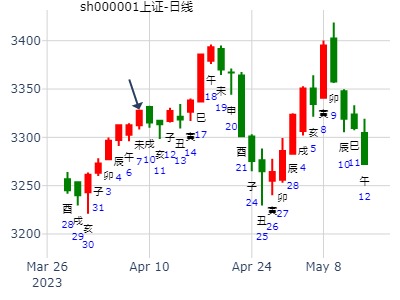 sh000001上证-日线
3400
3350
3300
3250
3200
酉
28
戌
29
亥
30
子
31
卯
3
辰
4
午
6
未
7
戌
10
亥
11
子
12
丑
13
寅
14
巳
17
午
18
未
19
申
20
酉
21
子
24
丑
25
寅
26
卯
27
辰
28
戌
4
亥
5
寅
8
卯
9
辰
10
巳
11
午
12
Mar 26
2023
Apr 10
Apr 24
May 8